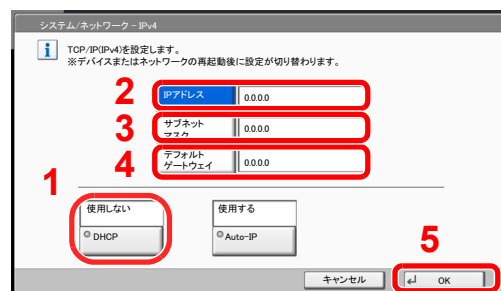 システム/ネットワーク - IPv4
i
TCP/IP(IPv4)を設定します。
※デバイスまたはネットワークの再起動後に設定が切り替わります。
2
IPアドレス 0.0.0.0
3
サブネット
マスク 0.0.0.0
4
デフォルト
ゲートウェイ 0.0.0.0
1
使用しない 使用する
DHCP Auto-IP
5
キャンセル OK